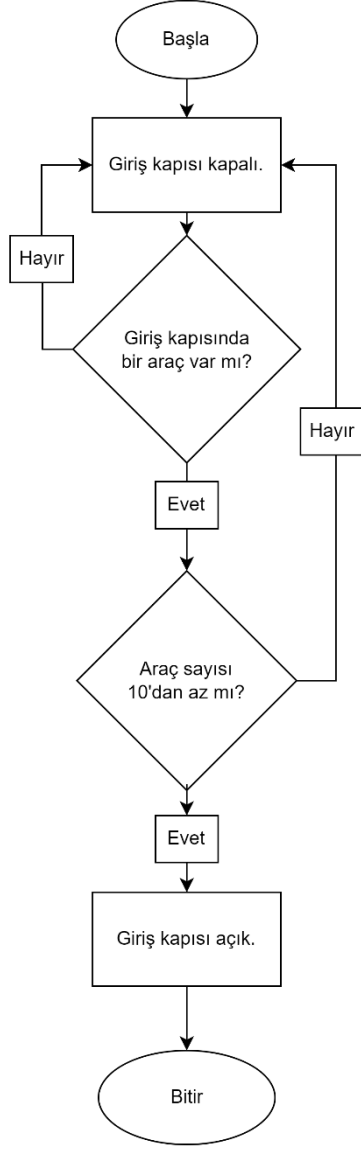 Başla
Giriş kapısı kapalı.
Hayır
Giriş kapısında
bir araç var mı?
Hayır
Evet
Araç sayısı
10'dan az mı?
Evet
Giriş kapısı açık.
Bitir